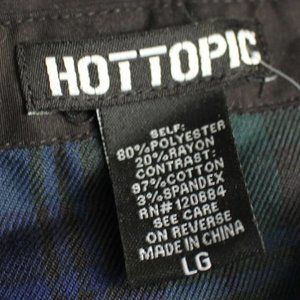 HOTTOPIC
SELF:
80%POLYESTER
20%RAYON
CONTRAST:
97%COTTON
3%SPANDEX
RN# 120684
SEE CARE
ON REVERSE
MADE IN CHINA
LG